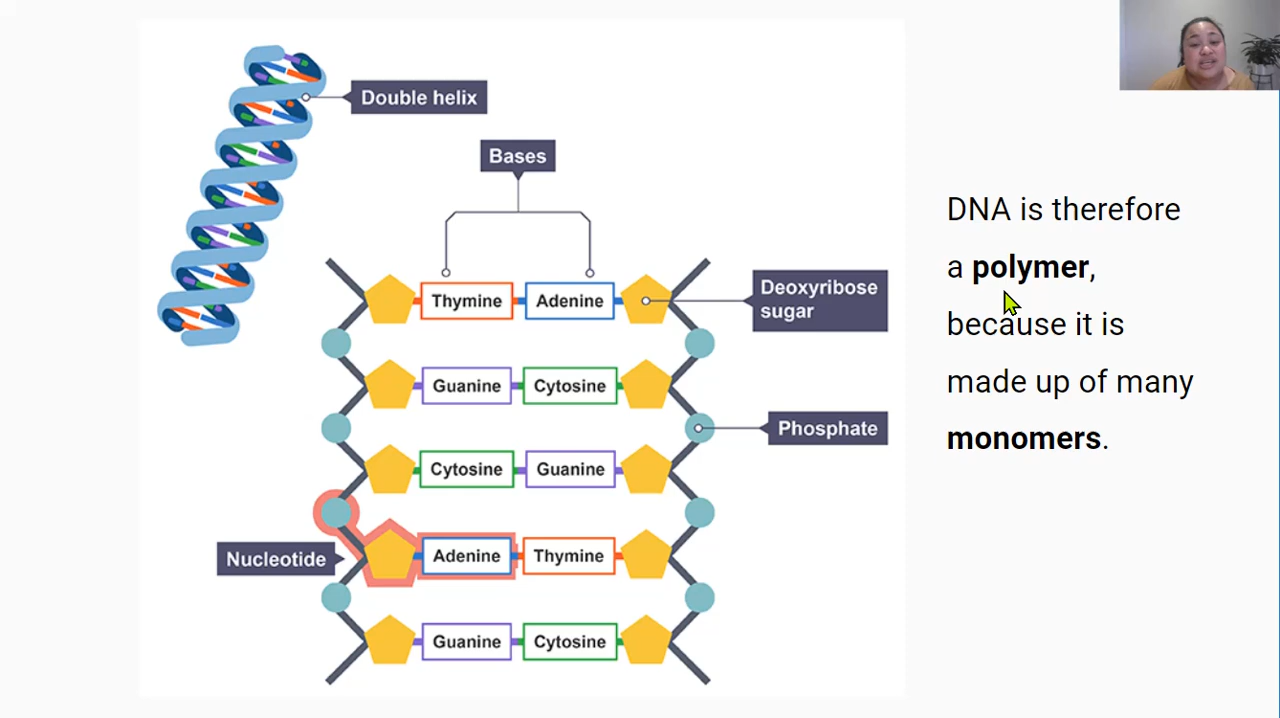 Double helix
Bases
DNA is therefore
a polymer,
because it is
made up of many
monomers.
Thymine Adenine
Deoxyribose
sugar
Guanine Cytosine
Phosphate
Cytosine Guanine
Nucleotide
Adenine Thymine
Guanine Cytosine